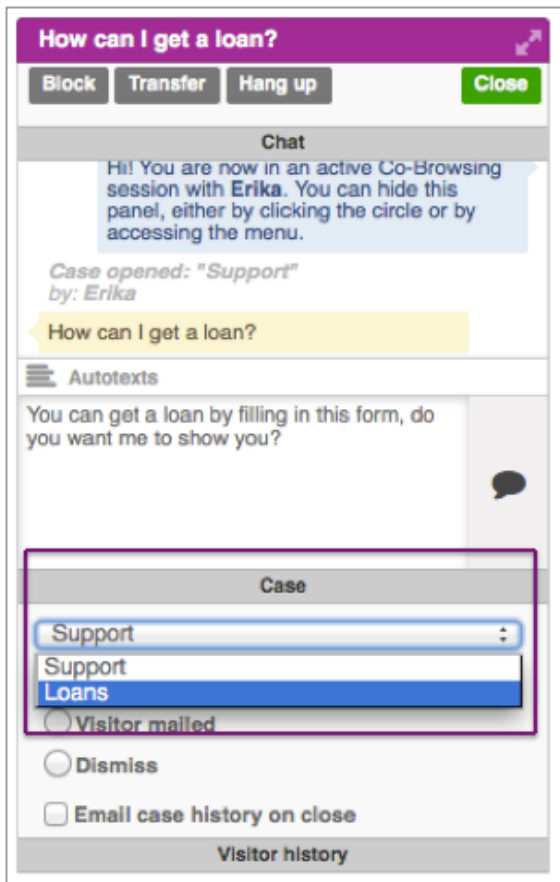 How can I get a loan?
Block Transfer Hang up Close
Chat
Hi! You are now in an active Co-Browsing
session with Erika. You can hide this
panel, either by clicking the circle or by
accessing the menu.
Case opened: "Support"
by: Erika
How can I get a loan?
Autotexts
You can get a loan by filling in this form, do
you want me to show you?
Case
Support
Support
Loans
Visitor mailed
Dismiss
Email case history on close
Visitor history